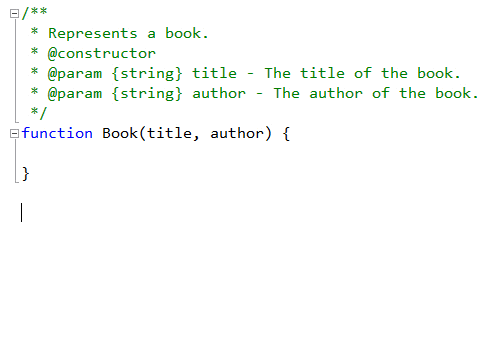 /**
 * Represents a book.
 * @constructor
 * @param {string} title - The title of the book.
 * @param {string} author - The author of the book.
 */
function Book(title, author) {
}